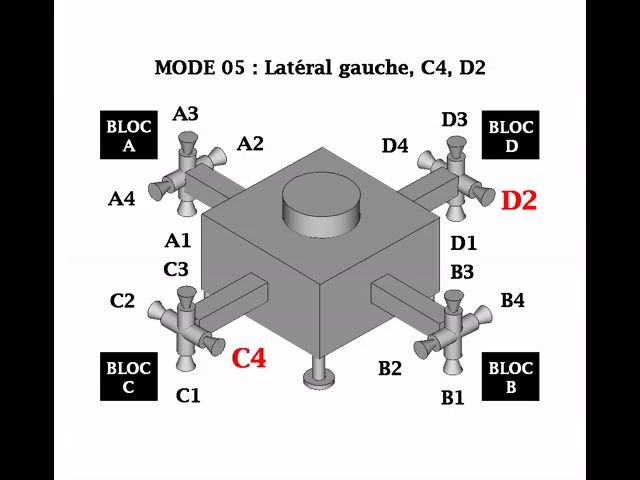 MODE 05 : Latéral gauche, C4, D2
A3
D3
BLOC
A
A2
D4
BLOC
D
A4
D2
A1
D1
C3
B3
C2
B4
C4
BLOC
C
B2
BLOC
B
C1
B1